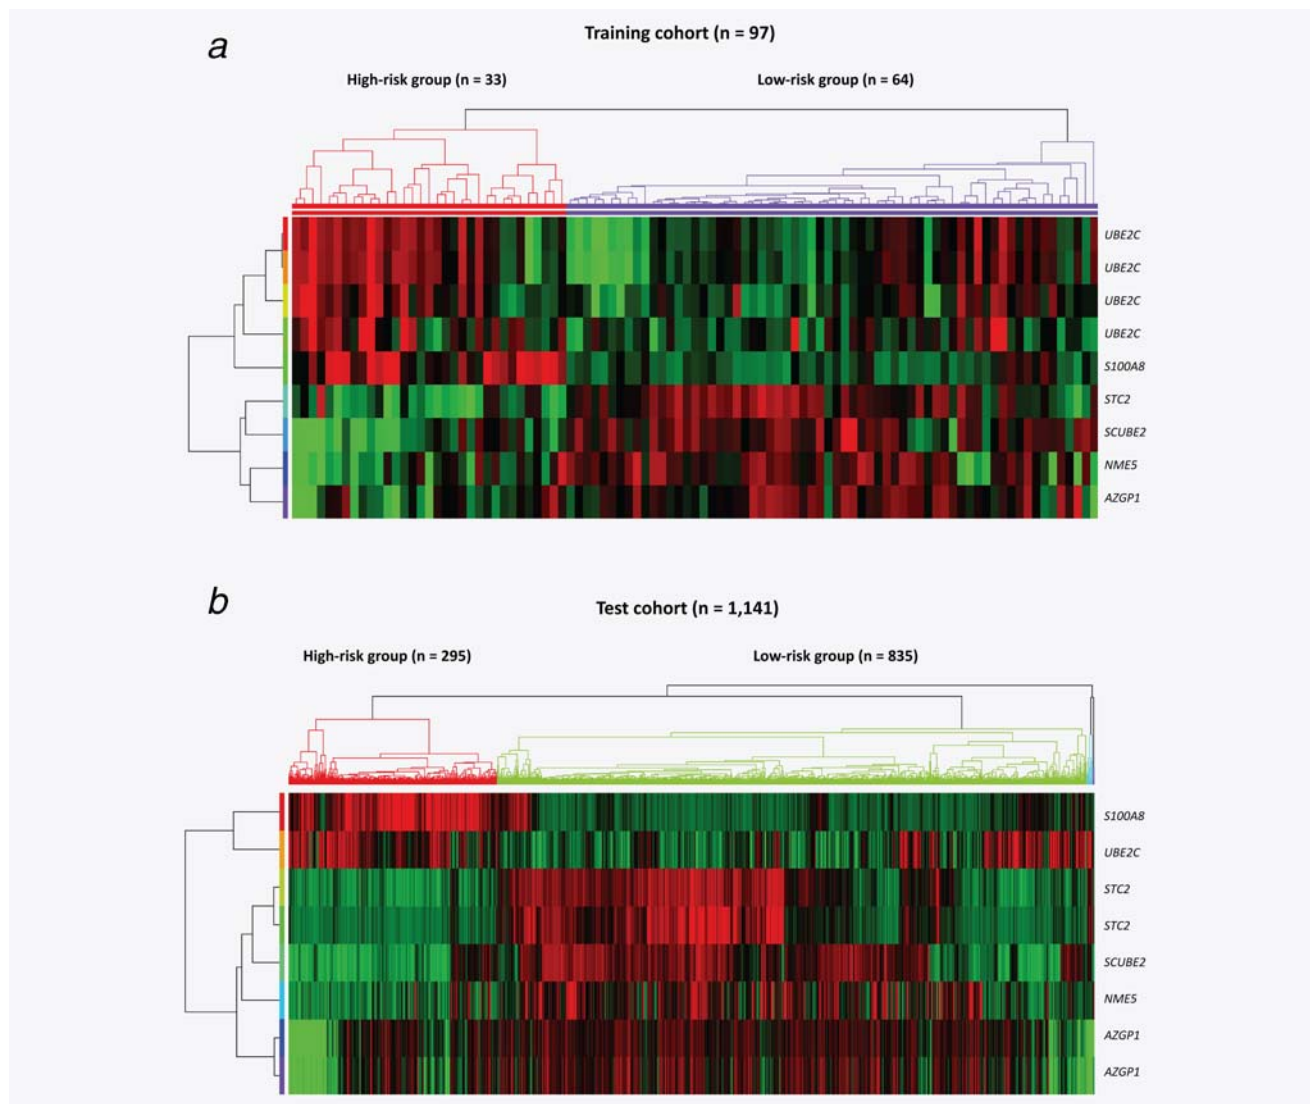 a
Training cohort (n = 97)
High-risk group (n = 33)
Low-risk group (n = 64)
UBE2C
UBE2C
UBE2C
UBE2C
S100A8
STC2
SCUBE2
NME5
AZGP1
b
Test cohort (n = 1,141)
High-risk group (n = 295)
Low-risk group (n = 835)
S100A8
UBE2C
STC2
STC2
SCUBE2
NME5
AZGP1
AZGP1